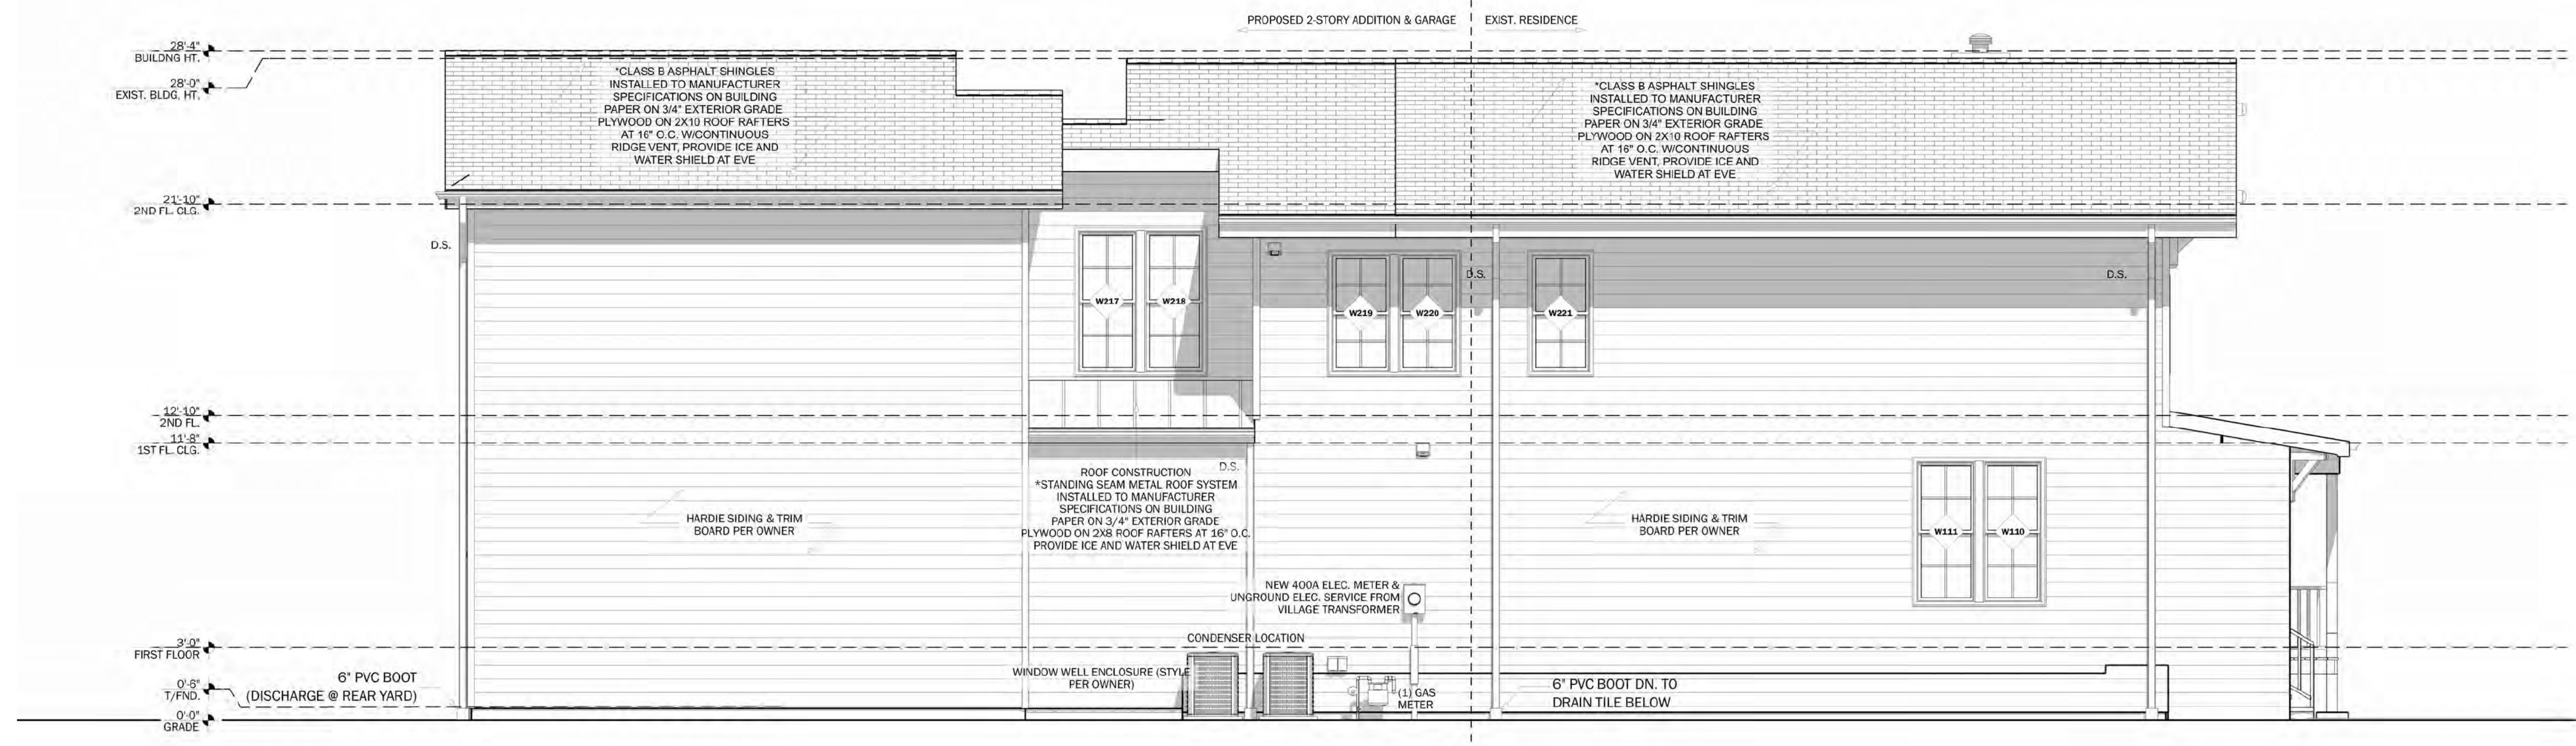 PROPOSED 2-STORY ADDITION & GARAGE
EXIST. RESIDENCE
28'-4"
BUILDNG HT.
28'-0"
EXIST. BLDG. HT.
21'-10"
2ND FL. CLG.
12'-10"
2ND FL.
11'-8"
1ST FL. CLG.
3'-0"
FIRST FLOOR
0'-6"
T/FND.
0'-0"
GRADE
*CLASS B ASPHALT SHINGLES
INSTALLED TO MANUFACTURER
SPECIFICATIONS ON BUILDING
PAPER ON 3/4" EXTERIOR GRADE
PLYWOOD ON 2X10 ROOF RAFTERS
AT 16" O.C. W/CONTINUOUS
RIDGE VENT, PROVIDE ICE AND
WATER SHIELD AT EVE
*CLASS B ASPHALT SHINGLES
INSTALLED TO MANUFACTURER
SPECIFICATIONS ON BUILDING
PAPER ON 3/4" EXTERIOR GRADE
PLYWOOD ON 2X10 ROOF RAFTERS
AT 16" O.C. W/CONTINUOUS
RIDGE VENT, PROVIDE ICE AND
WATER SHIELD AT EVE
D.S.
W217
W218
W219
W220
D.S.
W221
D.S.
D.S.
ROOF CONSTRUCTION
*STANDING SEAM METAL ROOF SYSTEM
INSTALLED TO MANUFACTURER
SPECIFICATIONS ON BUILDING
PAPER ON 3/4" EXTERIOR GRADE
PLYWOOD ON 2X8 ROOF RAFTERS AT 16" O.C.
PROVIDE ICE AND WATER SHIELD AT EVE
HARDIE SIDING & TRIM
BOARD PER OWNER
HARDIE SIDING & TRIM
BOARD PER OWNER
W111
W110
NEW 400A ELEC. METER &
UNGROUND ELEC. SERVICE FROM
VILLAGE TRANSFORMER
CONDENSER LOCATION
WINDOW WELL ENCLOSURE (STYLE
PER OWNER)
6" PVC BOOT
(DISCHARGE @ REAR YARD)
(1) GAS
METER
6" PVC BOOT DN. TO
DRAIN TILE BELOW